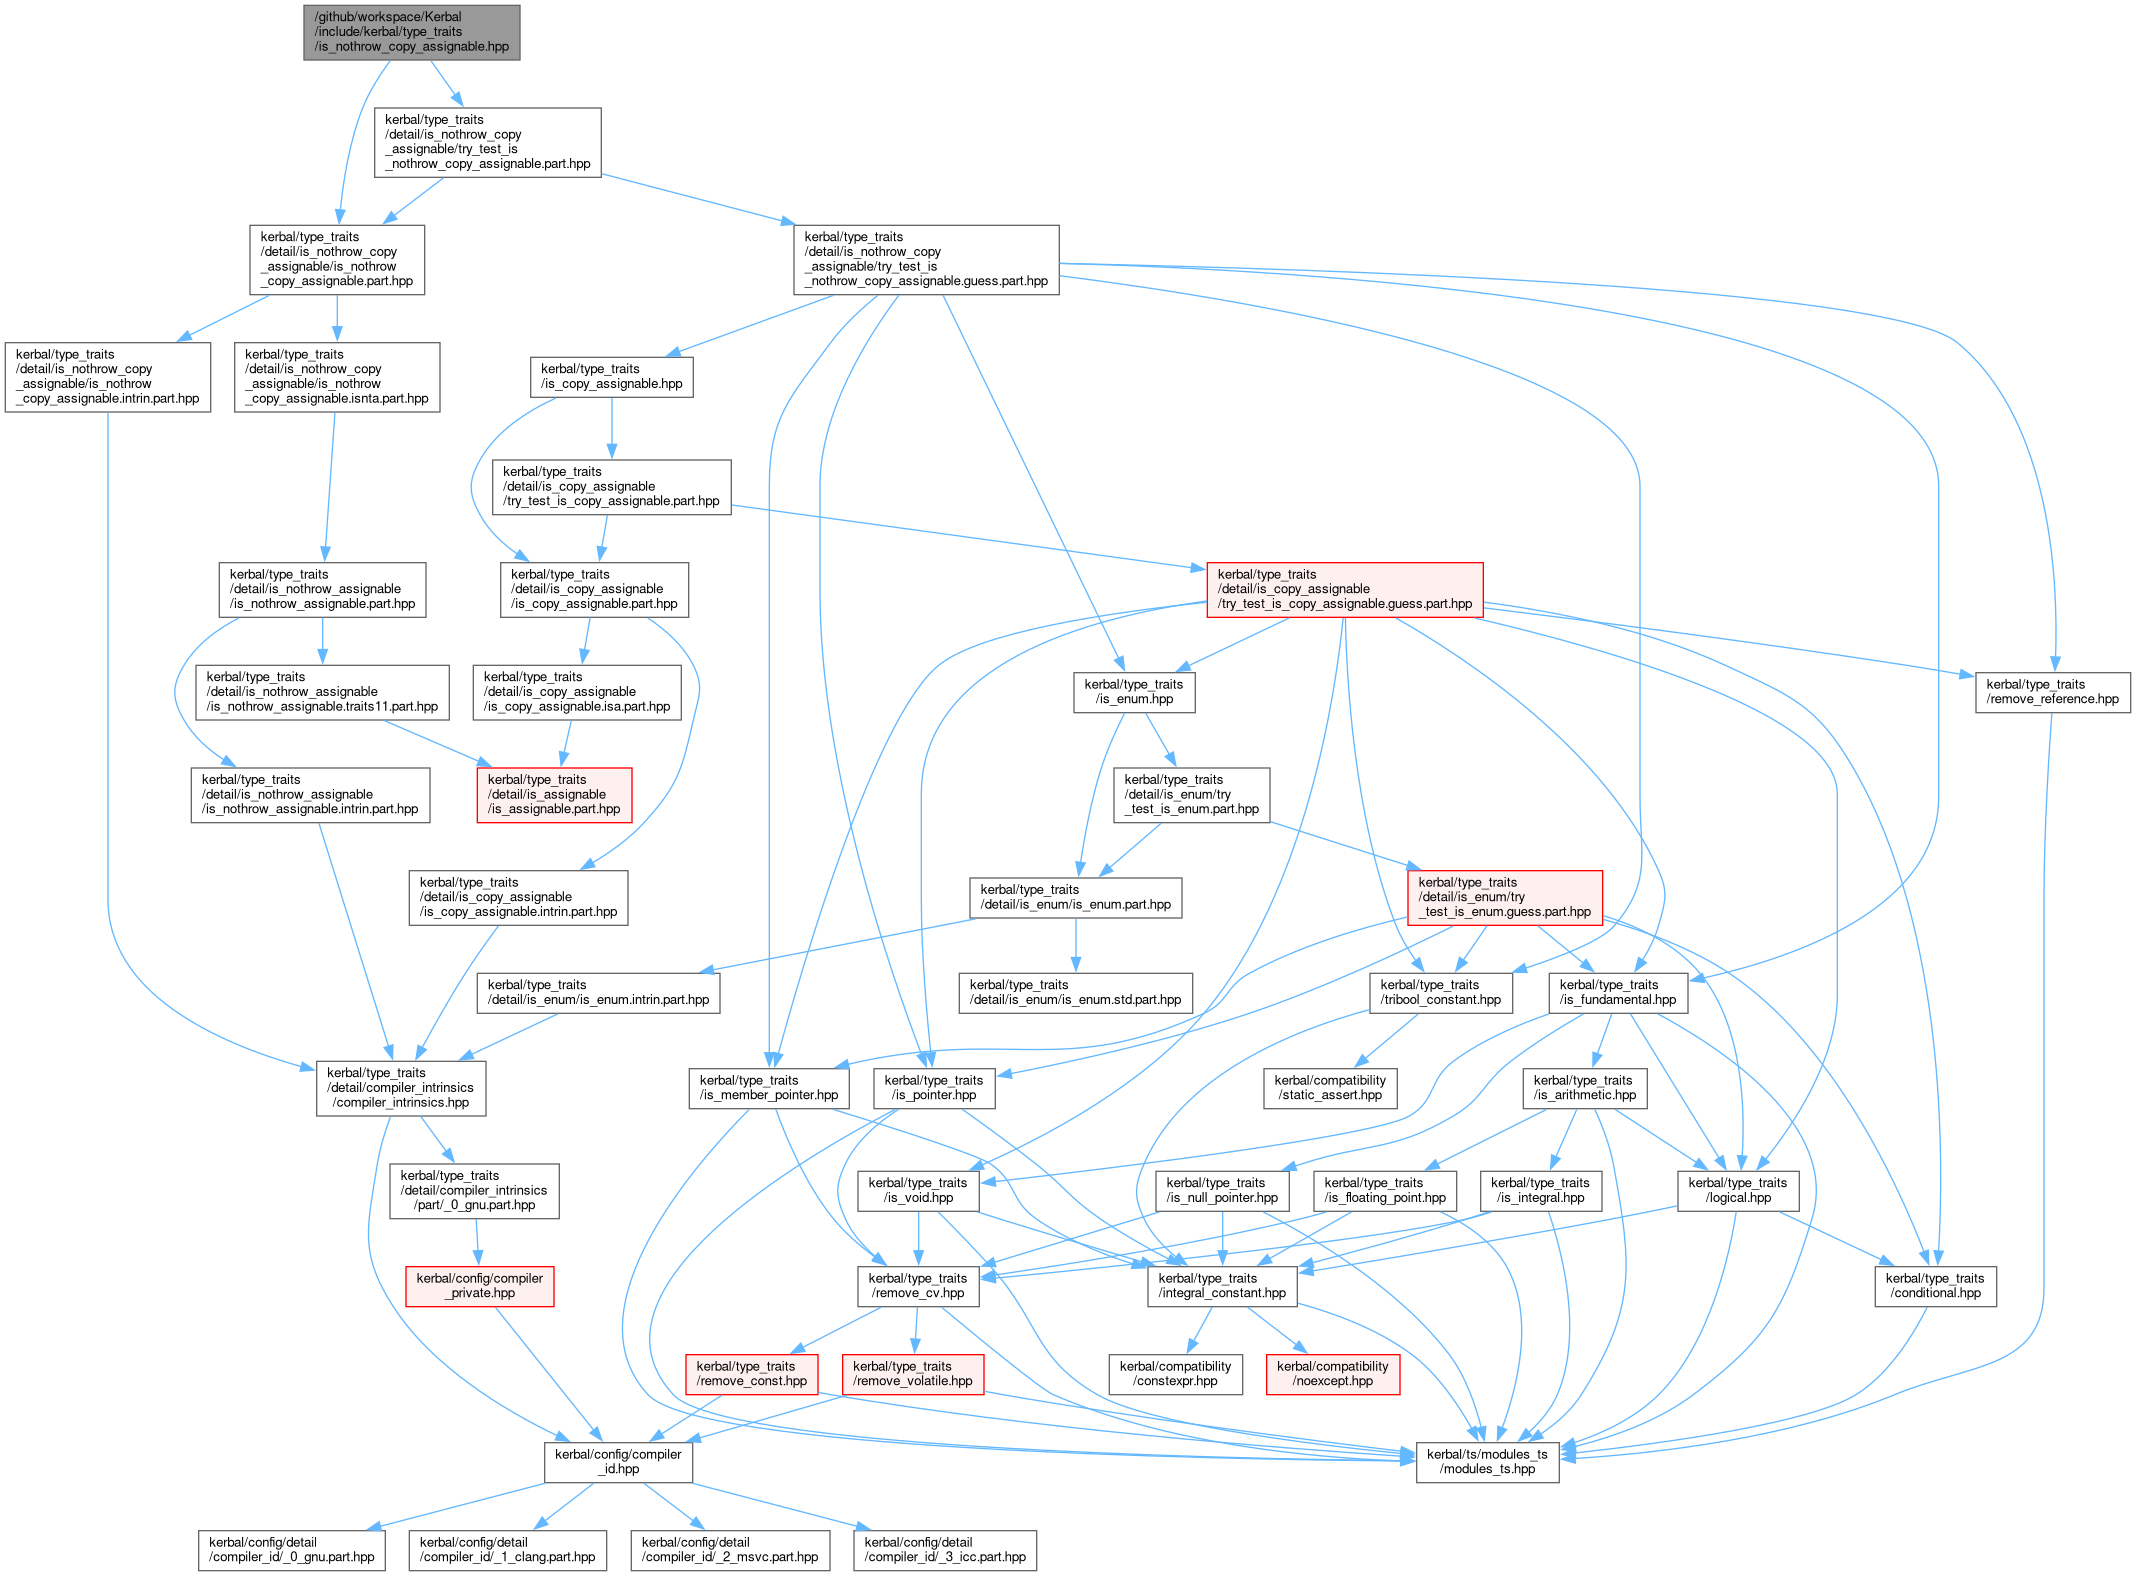 /github/workspace/Kerbal
/include/kerbal/type_traits
/is_nothrow_copy_assignable.hpp
kerbal/type_traits
/detail/is_nothrow_copy
_assignable/try_test_is
_nothrow_copy_assignable.part.hpp
kerbal/type_traits
/detail/is_nothrow_copy
_assignable/is_nothrow
_copy_assignable.part.hpp
kerbal/type_traits
/detail/is_nothrow_copy
_assignable/try_test_is
_nothrow_copy_assignable.guess.part.hpp
kerbal/type_traits
/detail/is_nothrow_copy
_assignable/is_nothrow
_copy_assignable.intrin.part.hpp
kerbal/type_traits
/detail/is_nothrow_copy
_assignable/is_nothrow
_copy_assignable.isnta.part.hpp
kerbal/type_traits
/is_copy_assignable.hpp
kerbal/type_traits
/detail/is_copy_assignable
/try_test_is_copy_assignable.part.hpp
kerbal/type_traits
/detail/is_nothrow_assignable
/is_nothrow_assignable.part.hpp
kerbal/type_traits
/detail/is_copy_assignable
/is_copy_assignable.part.hpp
kerbal/type_traits
/detail/is_copy_assignable
/try_test_is_copy_assignable.guess.part.hpp
kerbal/type_traits
/detail/is_nothrow_assignable
/is_nothrow_assignable.traits11.part.hpp
kerbal/type_traits
/detail/is_copy_assignable
/is_copy_assignable.isa.part.hpp
kerbal/type_traits
/is_enum.hpp
kerbal/type_traits
/remove_reference.hpp
kerbal/type_traits
/detail/is_nothrow_assignable
/is_nothrow_assignable.intrin.part.hpp
kerbal/type_traits
/detail/is_assignable
/is_assignable.part.hpp
kerbal/type_traits
/detail/is_enum/try
_test_is_enum.part.hpp
kerbal/type_traits
/detail/is_copy_assignable
/is_copy_assignable.intrin.part.hpp
kerbal/type_traits
/detail/is_enum/is_enum.part.hpp
kerbal/type_traits
/detail/is_enum/try
_test_is_enum.guess.part.hpp
kerbal/type_traits
/detail/is_enum/is_enum.intrin.part.hpp
kerbal/type_traits
/detail/is_enum/is_enum.std.part.hpp
kerbal/type_traits
/tribool_constant.hpp
kerbal/type_traits
/is_fundamental.hpp
kerbal/type_traits
/detail/compiler_intrinsics
/compiler_intrinsics.hpp
kerbal/type_traits
/is_member_pointer.hpp
kerbal/type_traits
/is_pointer.hpp
kerbal/compatibility
/static_assert.hpp
kerbal/type_traits
/is_arithmetic.hpp
kerbal/type_traits
/detail/compiler_intrinsics
/part/_0_gnu.part.hpp
kerbal/type_traits
/is_void.hpp
kerbal/type_traits
/is_null_pointer.hpp
kerbal/type_traits
/is_floating_point.hpp
kerbal/type_traits
/is_integral.hpp
kerbal/type_traits
/logical.hpp
kerbal/config/compiler
_private.hpp
kerbal/type_traits
/remove_cv.hpp
kerbal/type_traits
/integral_constant.hpp
kerbal/type_traits
/conditional.hpp
kerbal/type_traits
/remove_const.hpp
kerbal/type_traits
/remove_volatile.hpp
kerbal/compatibility
/constexpr.hpp
kerbal/compatibility
/noexcept.hpp
kerbal/config/compiler
_id.hpp
kerbal/ts/modules_ts
/modules_ts.hpp
kerbal/config/detail
/compiler_id/_0_gnu.part.hpp
kerbal/config/detail
/compiler_id/_1_clang.part.hpp
kerbal/config/detail
/compiler_id/_2_msvc.part.hpp
kerbal/config/detail
/compiler_id/_3_icc.part.hpp